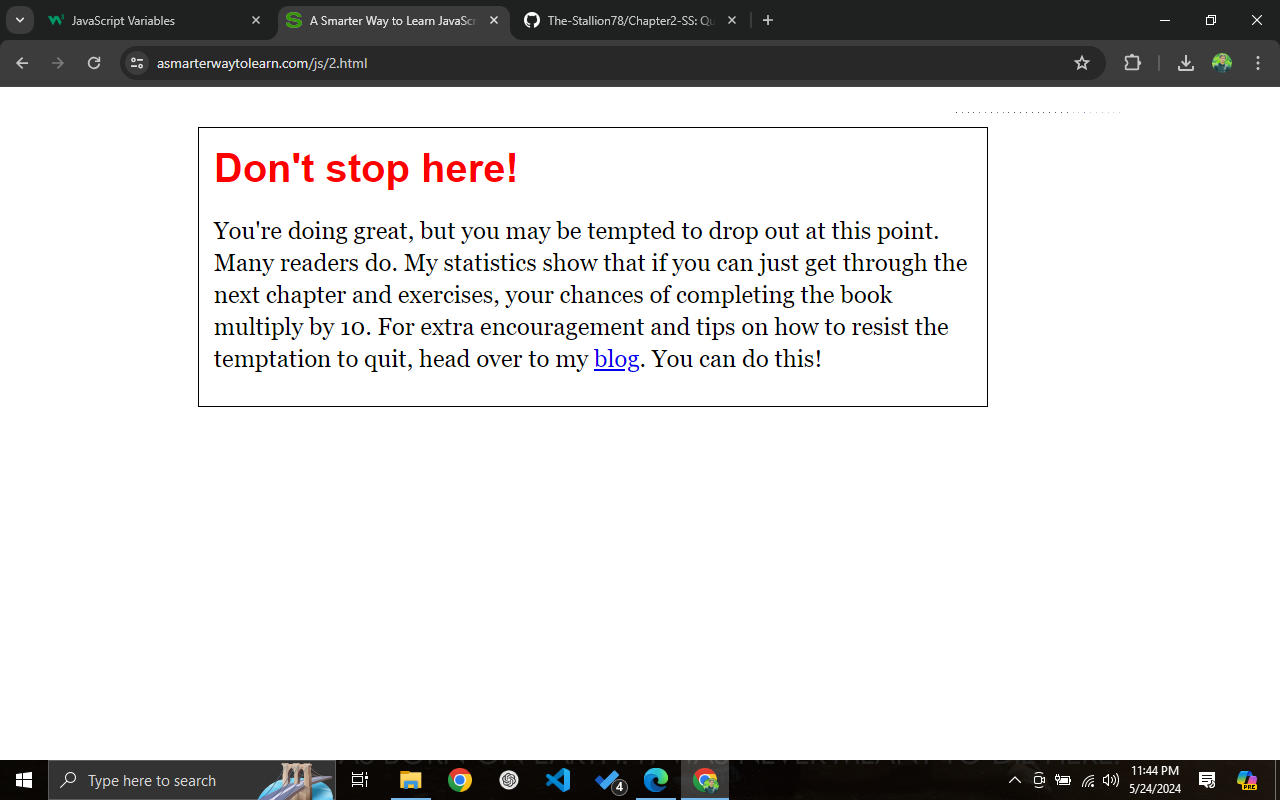 JavaScript Variables
A Smarter Way to Learn JavaSc
The-Stallion78/Chapter2-SS: Qu
asmarterwaytolearn.com/js/2.html
Don't stop here!
You're doing great, but you may be tempted to drop out at this point.
Many readers do. My statistics show that if you can just get through the
next chapter and exercises, your chances of completing the book
multiply by 10. For extra encouragement and tips on how to resist the
temptation to quit, head over to my blog. You can do this!
Type here to search
4
11:44 PM
5/24/2024
PRE